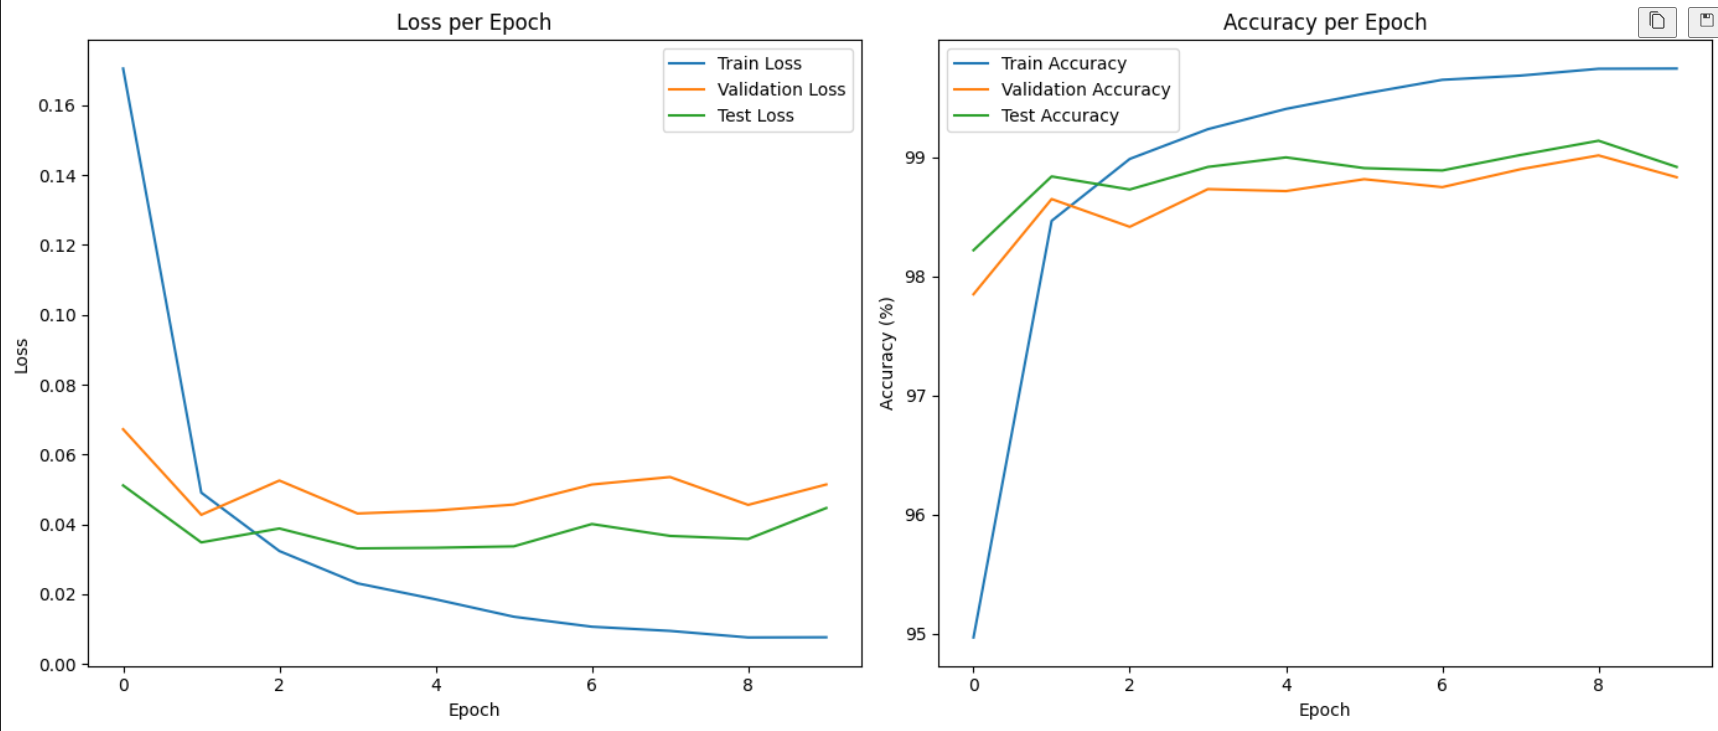 Loss per Epoch
Train Loss
Validation Loss
Test Loss
0.16
0.14
0.12
0.10
0.08
0.06
0.04
0.02
0.00
Loss
0 2 4 6 8
Epoch
Accuracy per Epoch
Train Accuracy
Validation Accuracy
Test Accuracy
99
98
97
96
95
Accuracy (%)
0 2 4 6 8
Epoch